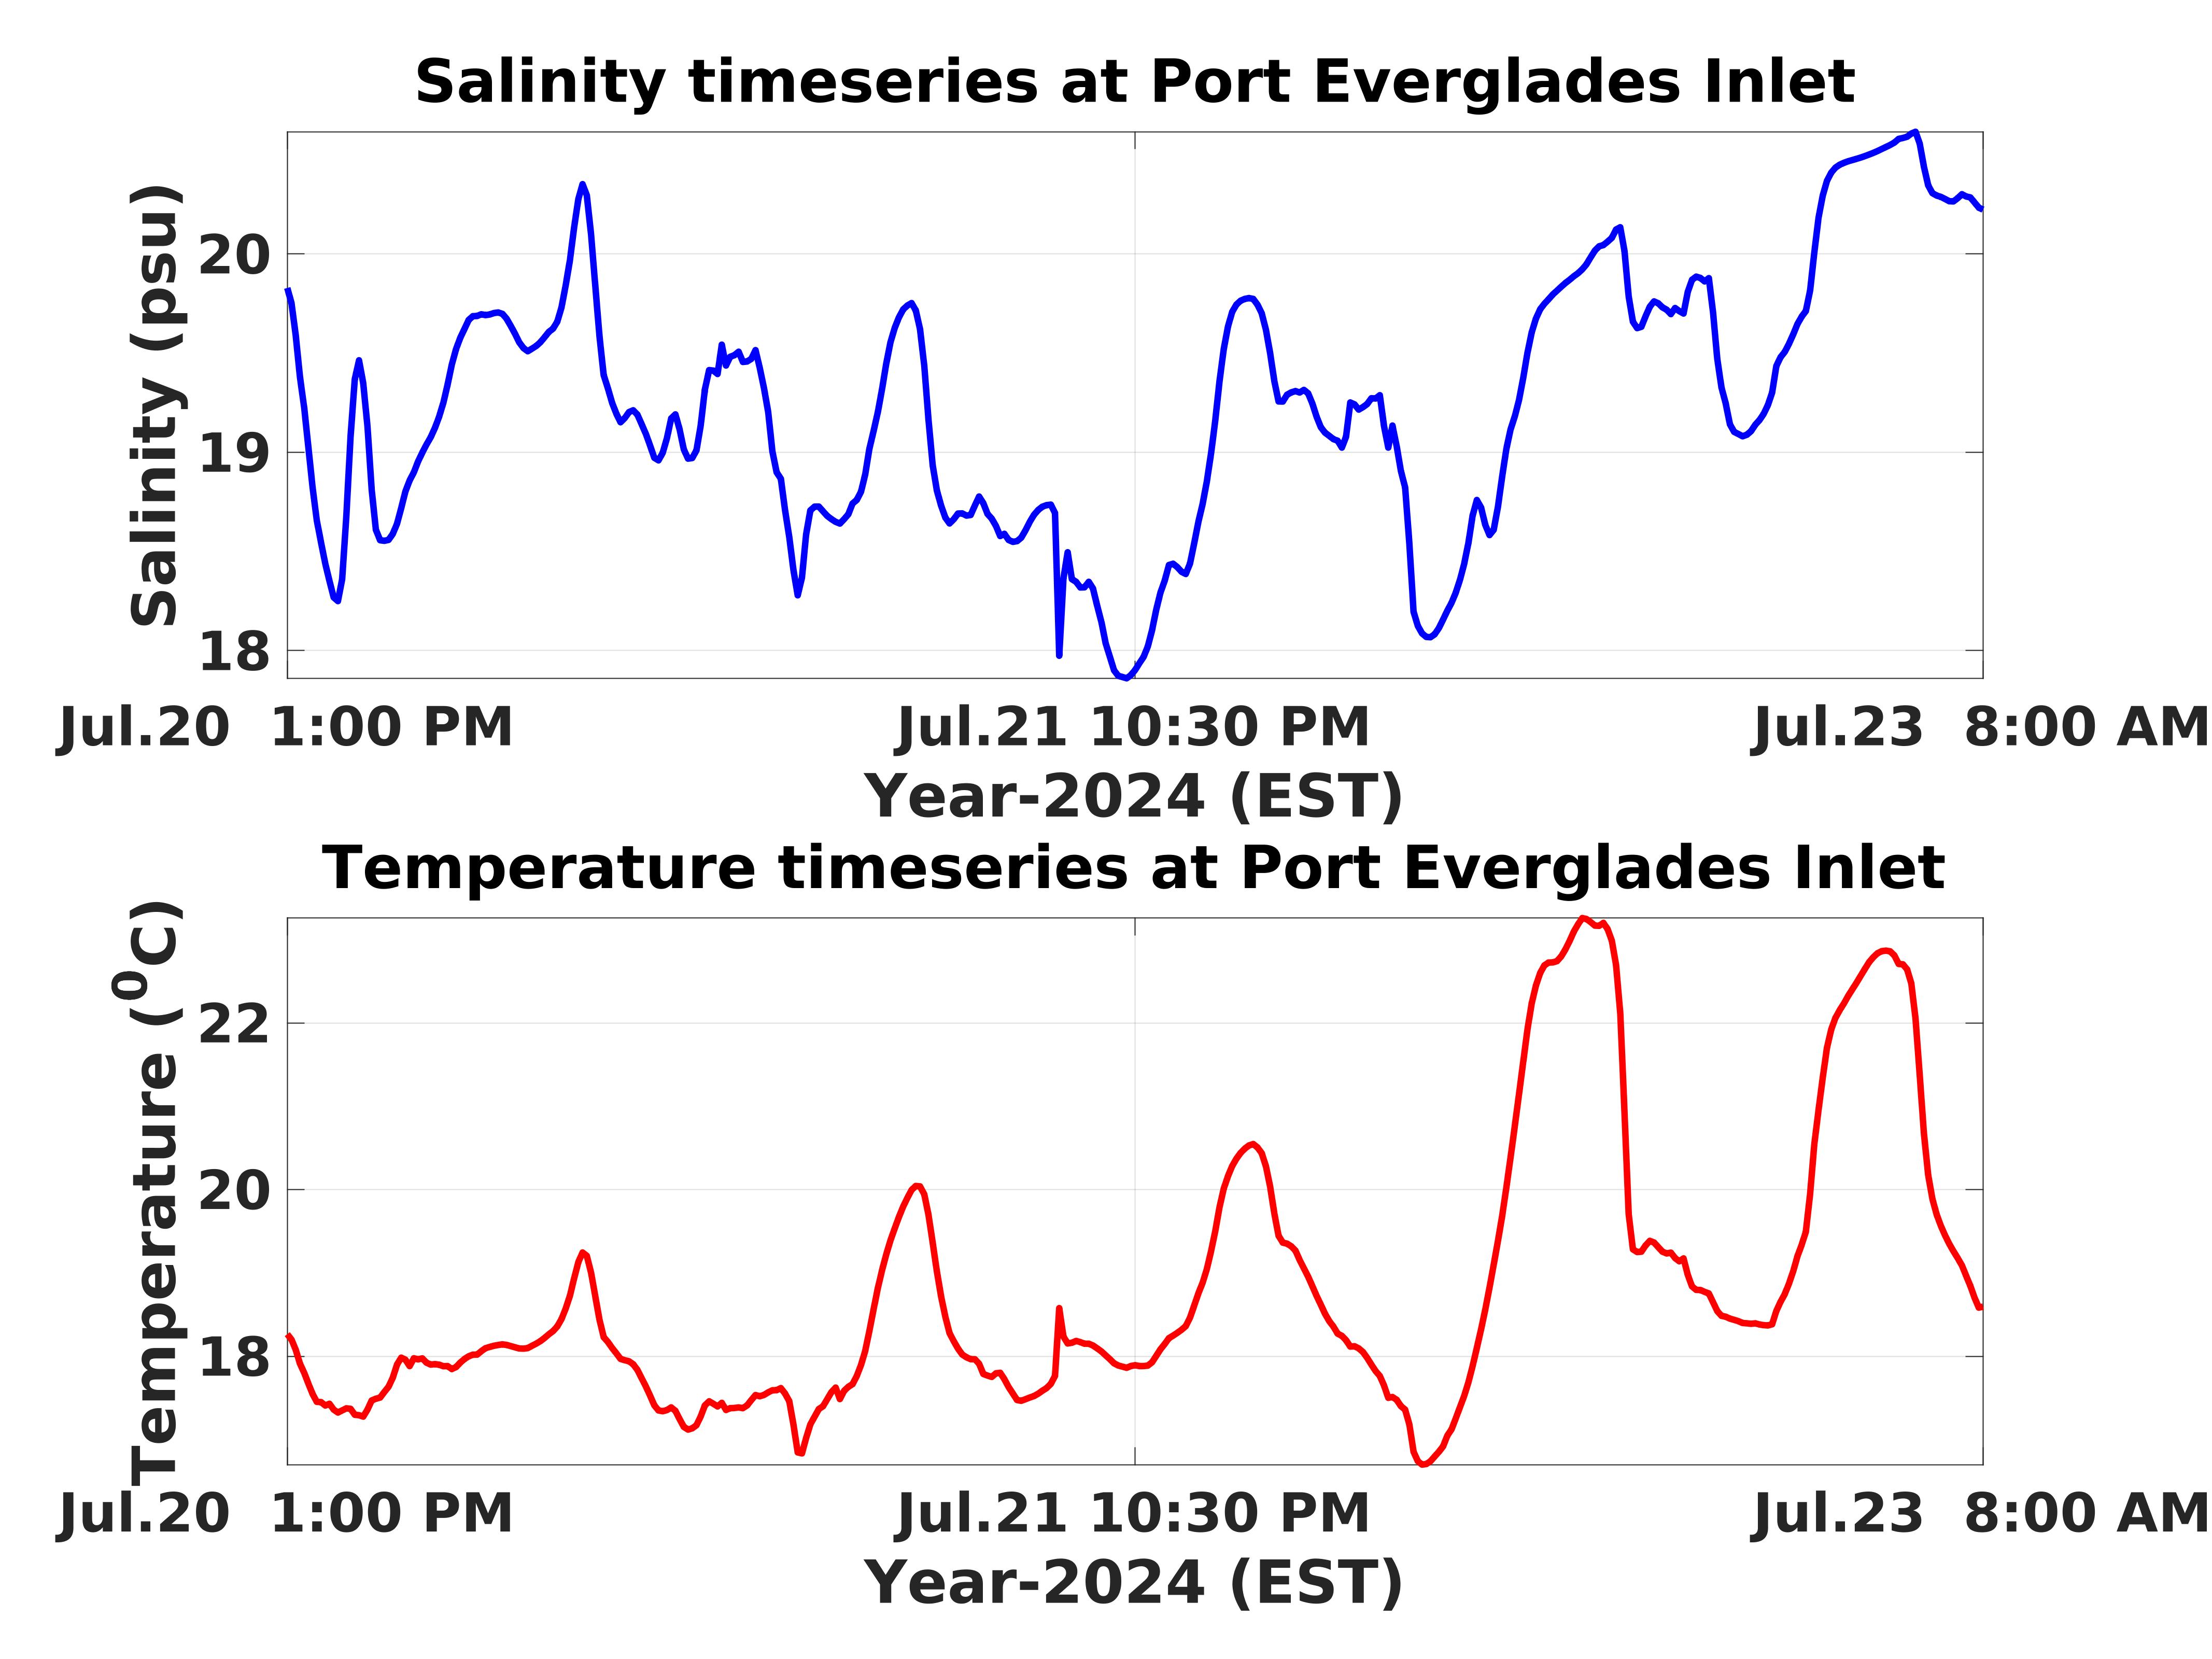 Salinity timeseries at Port Everglades Inlet
Salinity (psu)
20
19
18
Jul.20  1:00 PM
Jul.21 10:30 PM
Jul.23  8:00 AM
Year-2024 (EST)
Temperature timeseries at Port Everglades Inlet
Temperature (⁰C)
22
20
18
Jul.20  1:00 PM
Jul.21 10:30 PM
Jul.23  8:00 AM
Year-2024 (EST)